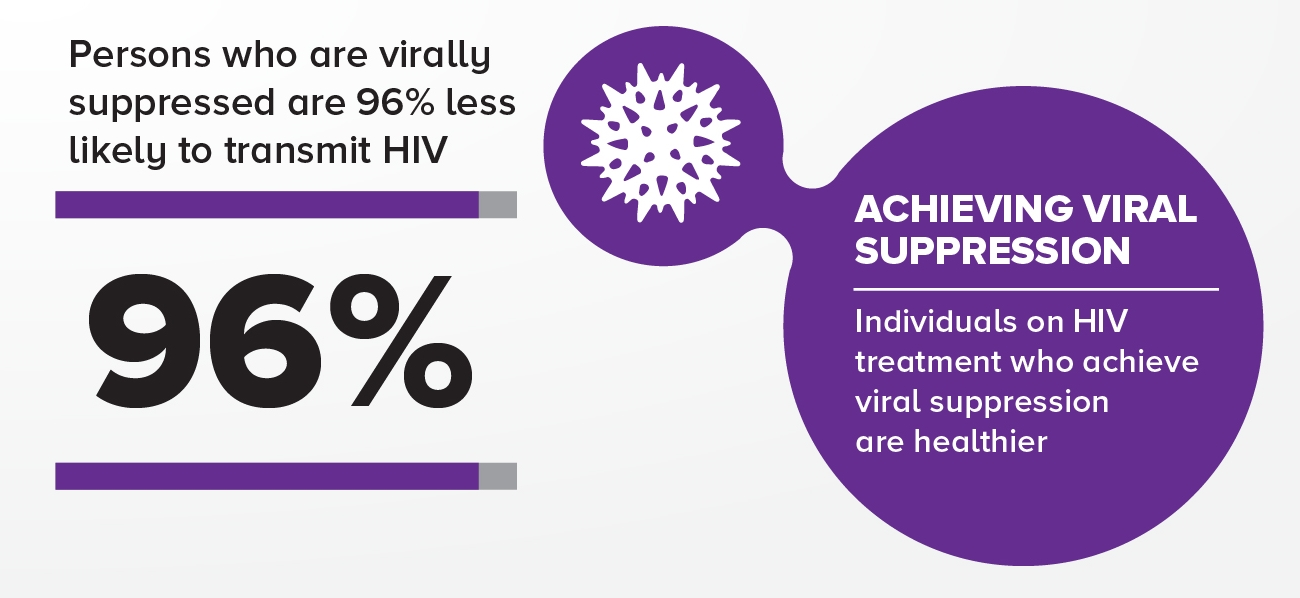 Persons who are virally
suppressed are 96% less
likely to transmit HIV
96%
ACHIEVING VIRAL
SUPPRESSION
Individuals on HIV
treatment who achieve
viral suppression
are healthier